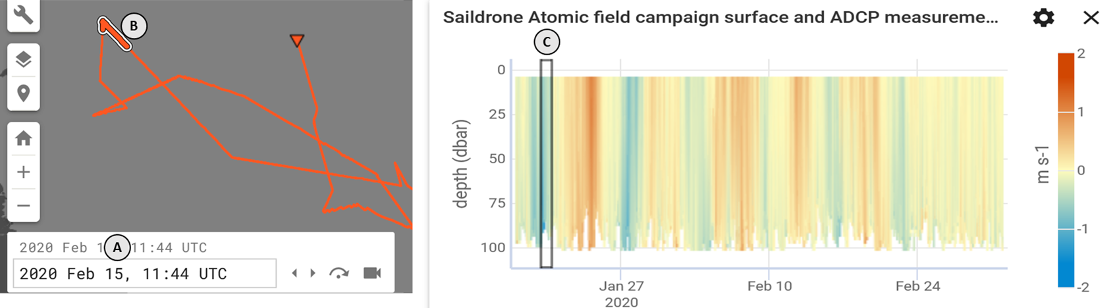 B
2020 Feb 1 A 11:44 UTC
2020 Feb 15, 11:44 UTC
Saildrone Atomic field campaign surface and ADCP measureme...
C
0
25
50
75
100
depth (dbar)
Jan 27
2020
Feb 10
Feb 24
2
1
0
-1
-2
m s-1